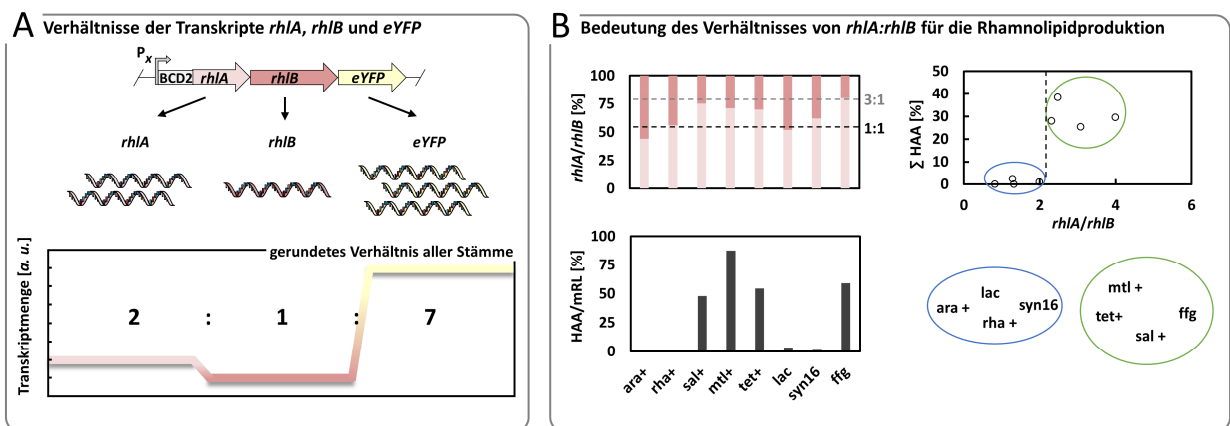 A Verhältnisse der Transkripte rhlA, rhlB und eYFP
Px
BCD2 rhlA rhlB eYFP
rhlA rhlB eYFP
Transkriptmenge [a. u.]
gerundetes Verhältnis aller Stämme
2 : 1 : 7
B Bedeutung des Verhältnisses von rhlA:rhlB für die Rhamnolipidproduktion
rhlA/rhlB [%]
100
75
50
25
0
3:1
1:1
HAA/mRL [%]
100
50
0
ara+ rha+ sal+ mtl+ tet+ lac syn16 ffg
∑ HAA [%]
50
40
30
20
10
0
0 2 4 6
rhlA/rhlB
ara + lac syn16
rha +
mtl +
tet+ ffg
sal +